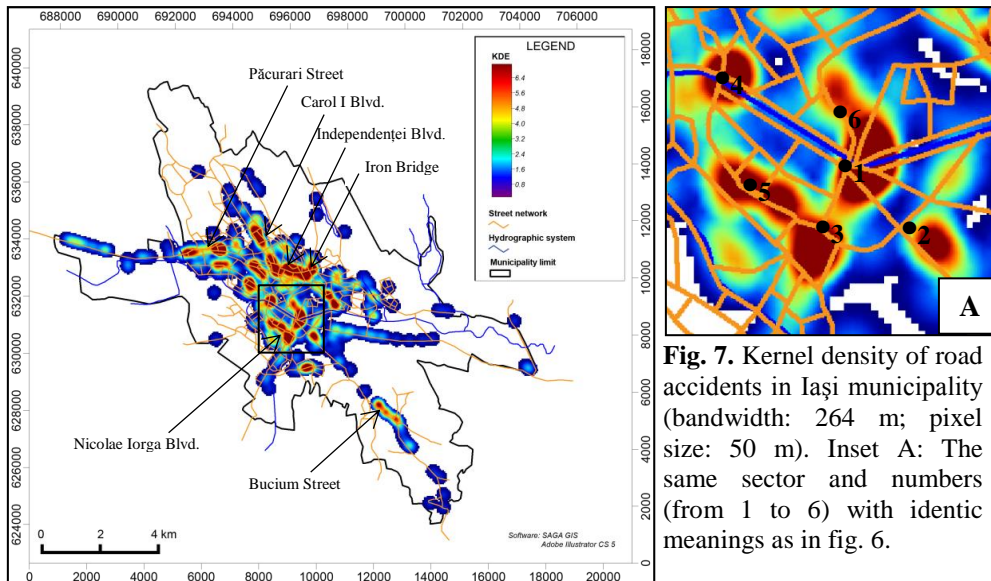 688000 690000 692000 694000 696000 698000 700000 702000 704000 706000
640000
638000
636000
634000
632000
630000
628000
626000
624000
18000
16000
14000
12000
10000
8000
6000
4000
2000
0
0 2000 4000 6000 8000 10000 12000 14000 16000 18000 20000
LEGEND
KDE
6.4
5.6
4.8
4.0
3.2
2.4
1.6
0.8
Street network
Hydrographic system
Municipality limit
Păcurari Street
Carol I Blvd.
Independenţei Blvd.
Iron Bridge
Nicolae Iorga Blvd.
Bucium Street
0 2 4 km
Software: SAGA GIS
Adobe Illustrator CS 5
4
6
1
5
3
2
A
Fig. 7. Kernel density of road
accidents in Iaşi municipality
(bandwidth: 264 m; pixel
size: 50 m). Inset A: The
same sector and numbers
(from 1 to 6) with identic
meanings as in fig. 6.